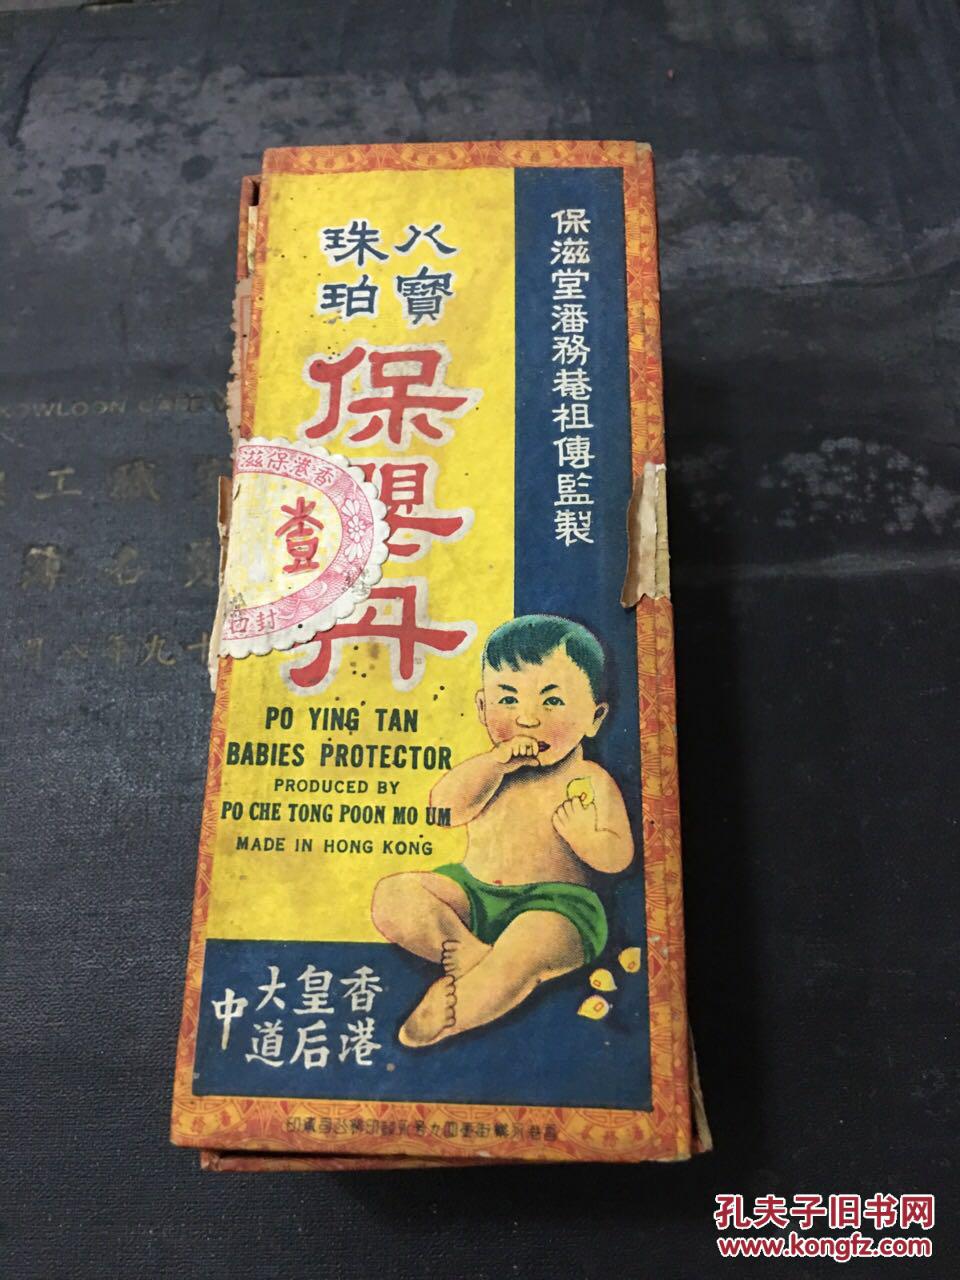 保滋堂潘務菴祖傳監製
八寶
珠珀
保嬰丹
香港保滋
壹
封
PO YING TAN
BABIES PROTECTOR
PRODUCED BY
PO CHE TONG POON MO UM
MADE IN HONG KONG
香港
皇后
大道
中
KOWLOON
孔夫子旧书网
www.kongfz.com